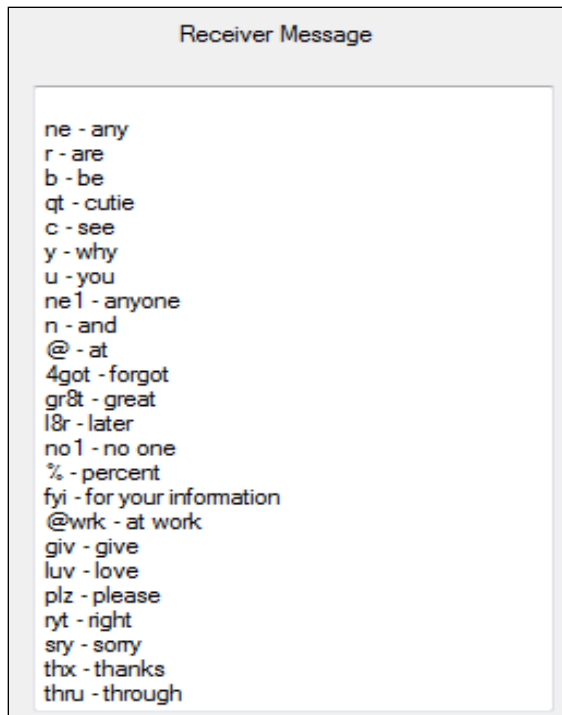 Receiver Message
ne - any
r - are
b - be
qt - cutie
c - see
y - why
u - you
ne1 - anyone
n - and
@ - at
4got - forgot
gr8t - great
l8r - later
no1 - no one
% - percent
fyi - for your information
@wrk - at work
giv - give
luv - love
plz - please
ryt - right
sry - sorry
thx - thanks
thru - through